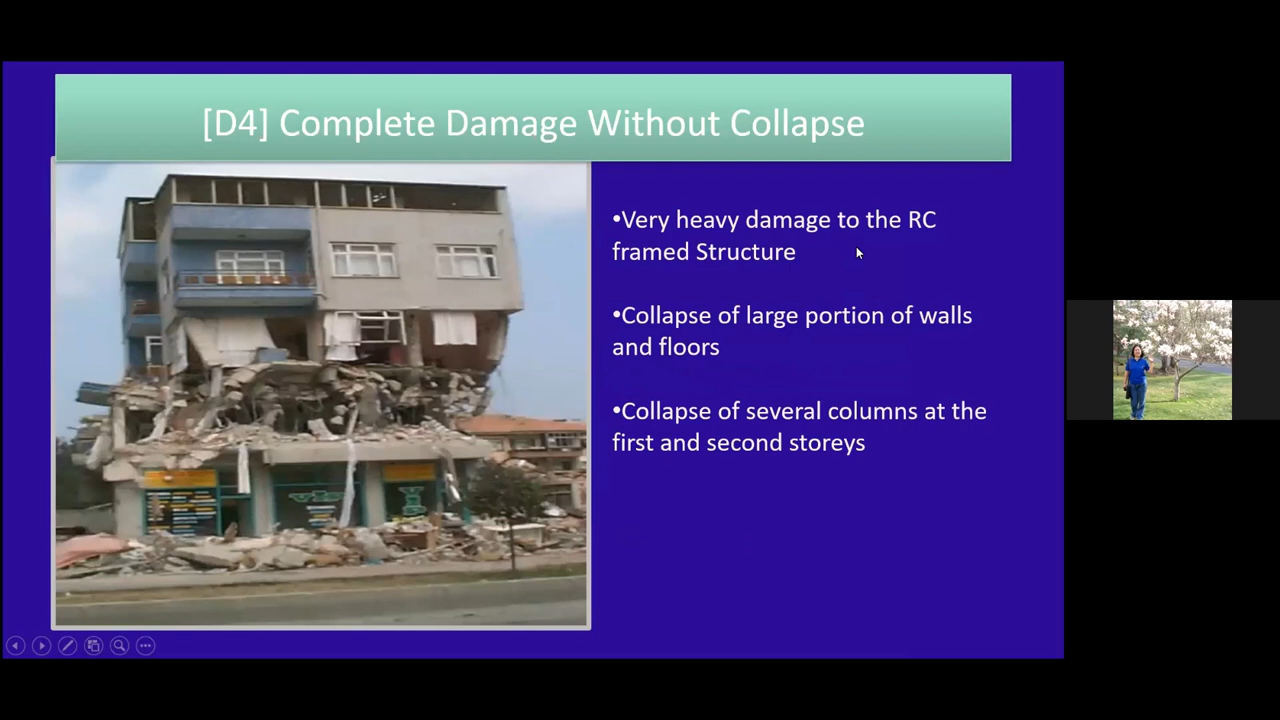 [D4] Complete Damage Without Collapse
•Very heavy damage to the RC
framed Structure
•Collapse of large portion of walls
and floors
•Collapse of several columns at the
first and second storeys